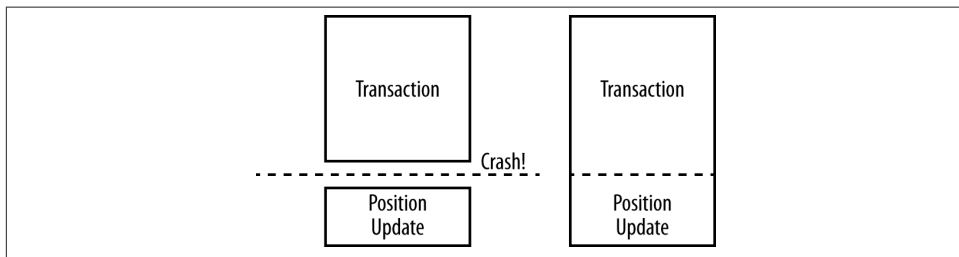 Transaction
Crash!
Position
Update
Transaction
Position
Update